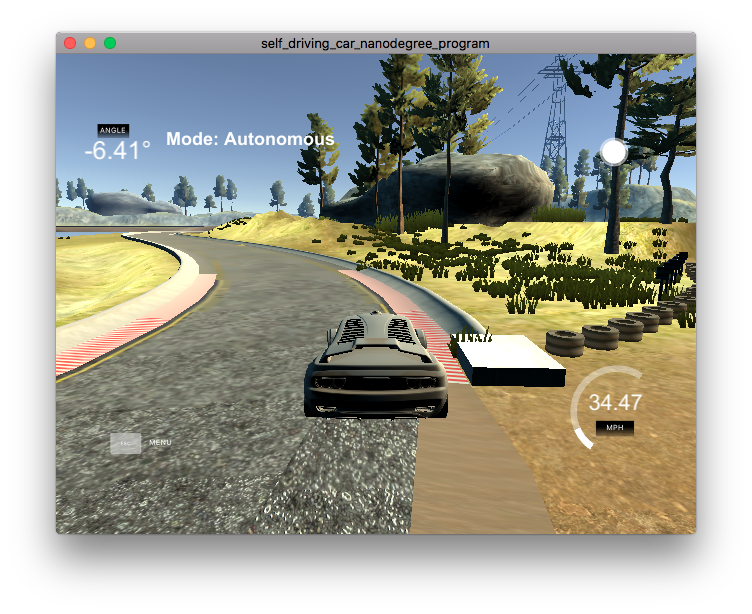 self_driving_car_nanodegree_program
ANGLE
-6.41°
Mode: Autonomous
34.47
MPH
MENU